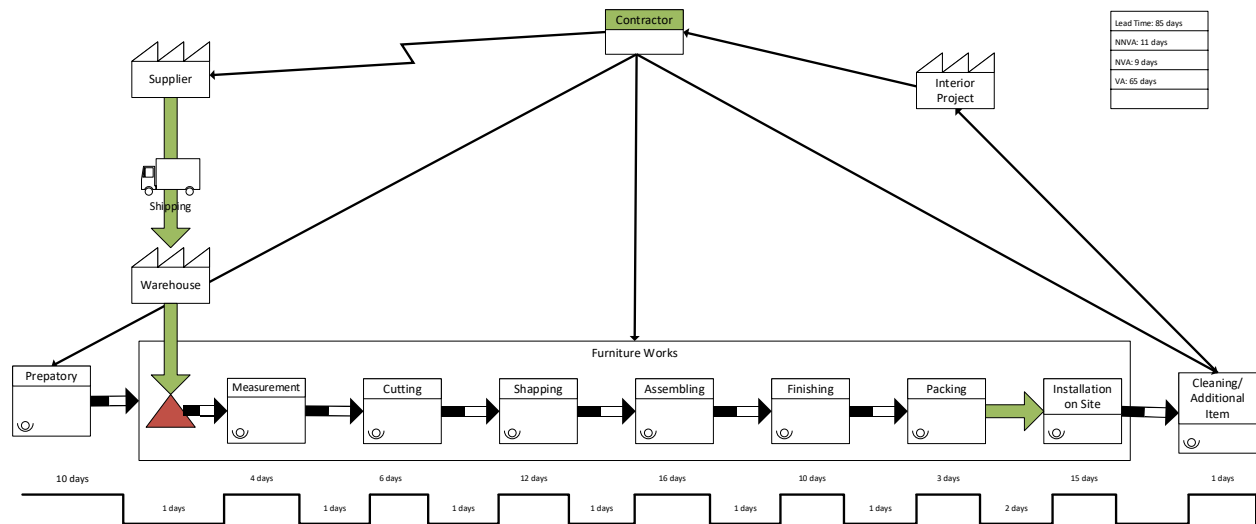 Contractor
Lead Time: 85 days
NNVA: 11 days
NVA: 9 days
VA: 65 days
Supplier
Interior
Project
Shipping
Warehouse
Furniture Works
Prepatory
Measurement
Cutting
Shapping
Assembling
Finishing
Packing
Installation
on Site
Cleaning/
Additional
Item
10 days
4 days
6 days
12 days
16 days
10 days
3 days
15 days
1 days
1 days
1 days
1 days
1 days
1 days
1 days
2 days